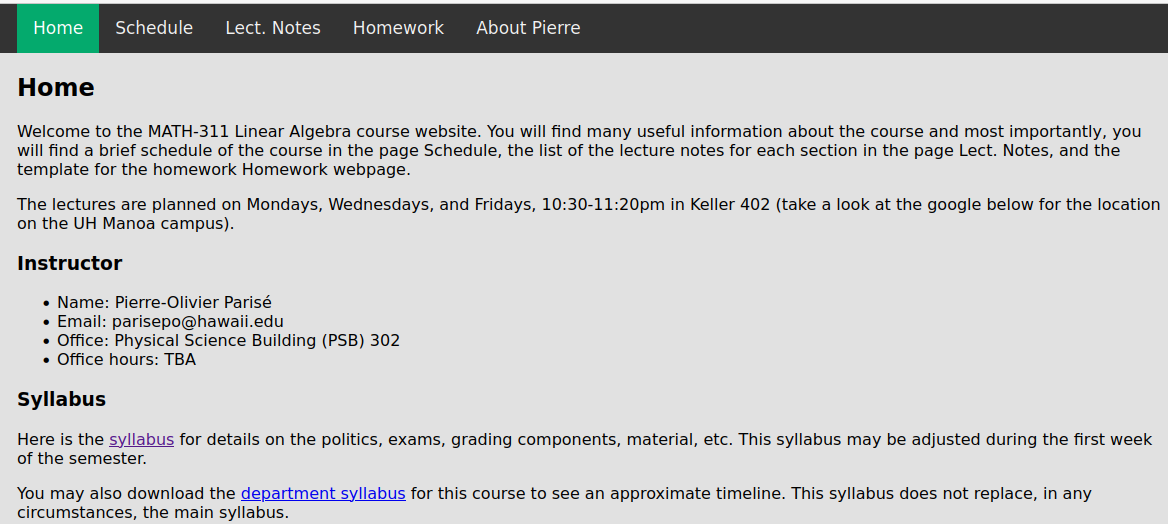 Home Schedule Lect. Notes Homework About Pierre
Home
Welcome to the MATH-311 Linear Algebra course website. You will find many useful information about the course and most importantly, you
will find a brief schedule of the course in the page Schedule, the list of the lecture notes for each section in the page Lect. Notes, and the
template for the homework Homework webpage.
The lectures are planned on Mondays, Wednesdays, and Fridays, 10:30-11:20pm in Keller 402 (take a look at the google below for the location
on the UH Manoa campus).
Instructor
• Name: Pierre-Olivier Parisé
• Email: parisepo@hawaii.edu
• Office: Physical Science Building (PSB) 302
• Office hours: TBA
Syllabus
Here is the syllabus for details on the politics, exams, grading components, material, etc. This syllabus may be adjusted during the first week
of the semester.
You may also download the department syllabus for this course to see an approximate timeline. This syllabus does not replace, in any
circumstances, the main syllabus.